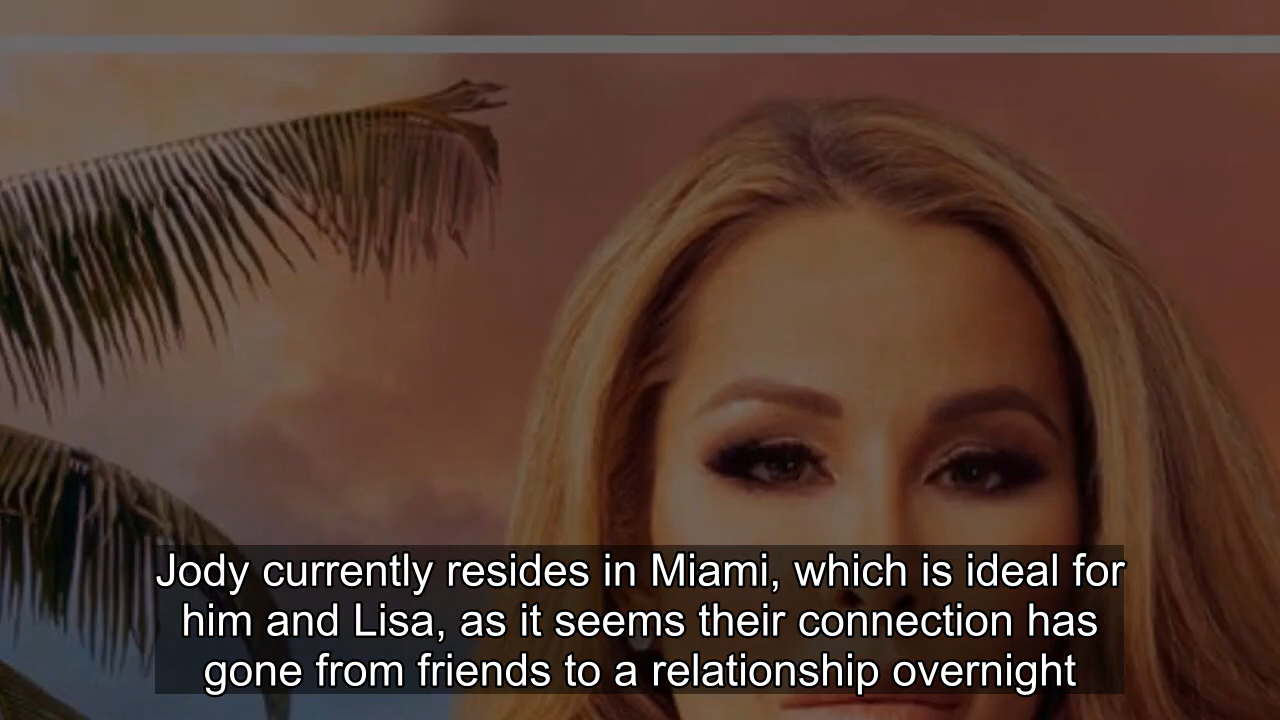 Jody currently resides in Miami, which is ideal for
him and Lisa, as it seems their connection has
gone from friends to a relationship overnight